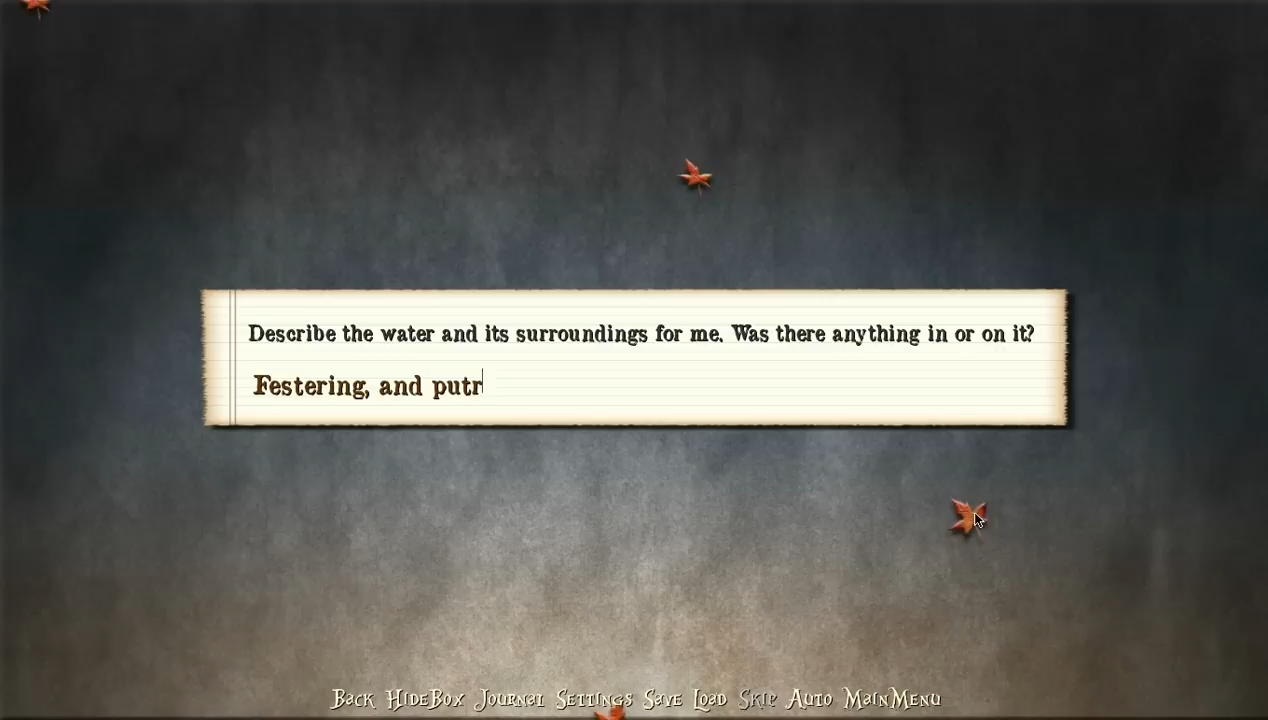 Describe the water and its surroundings for me. Was there anything in or on it?
Festering, and putr
Back HideBox Journal Settings Save Load Skip Auto MainMenu